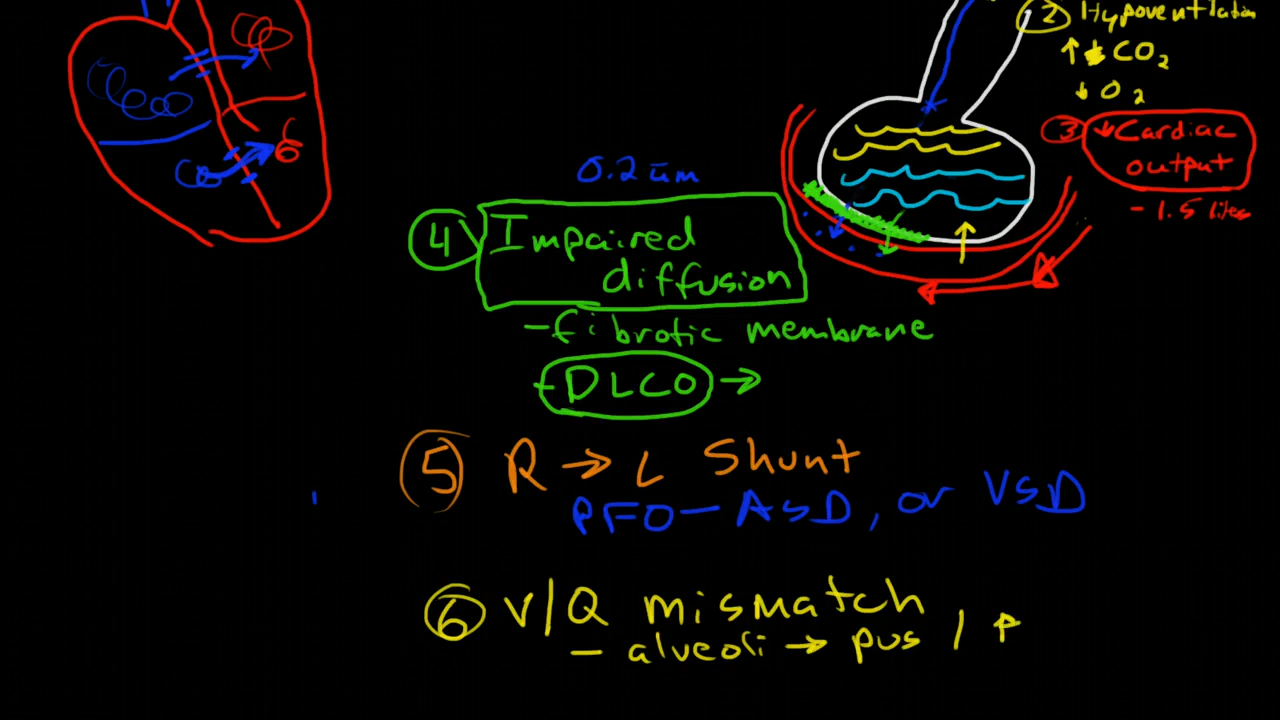 ② Hypoventilation
↑ CO₂
↓ O₂
③ ↓ Cardiac
output
- 1.5 lites
0.2 um
④ Impaired
diffusion
- fibrotic membrane
- DLCO →
⑤ R → L Shunt
PFO – ASD, or VSD
⑥ V/Q mismatch
- alveoli → pus /